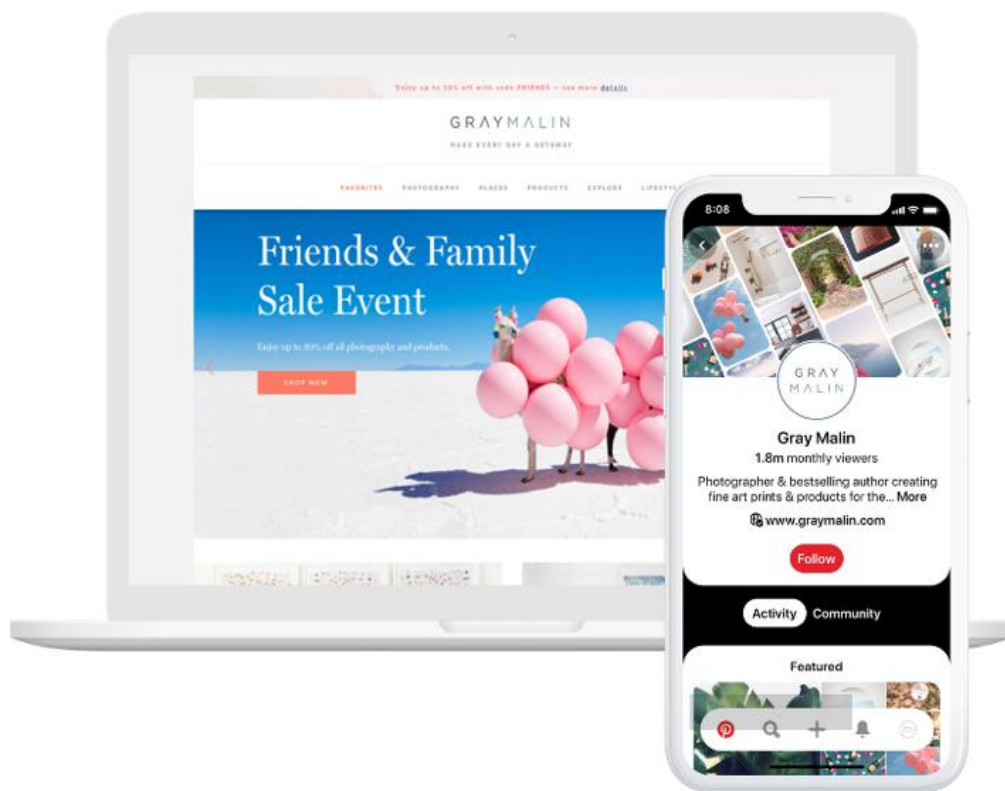 Enjoy up to 30% off with code FRIENDS — see more details
GRAYMALIN
MAKE EVERY DAY A GETAWAY
FAVORITES PHOTOGRAPHY PLACES PRODUCTS EXPLORE
Friends & Family
Sale Event
Enjoy up to 30% off all photography and products.
SHOP NOW
8:08
GRAY
MALIN
Gray Malin
1.8m monthly viewers
Photographer & bestselling author creating
fine art prints & products for the... More
www.graymalin.com
Follow
Activity Community
Featured